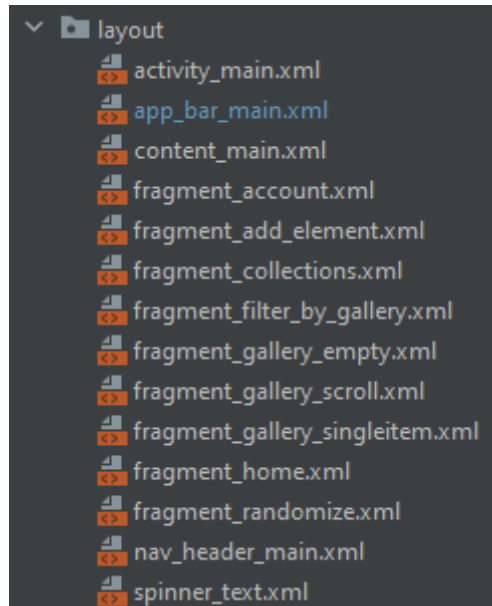 layout
activity_main.xml
app_bar_main.xml
content_main.xml
fragment_account.xml
fragment_add_element.xml
fragment_collections.xml
fragment_filter_by_gallery.xml
fragment_gallery_empty.xml
fragment_gallery_scroll.xml
fragment_gallery_singleitem.xml
fragment_home.xml
fragment_randomize.xml
nav_header_main.xml
spinner_text.xml